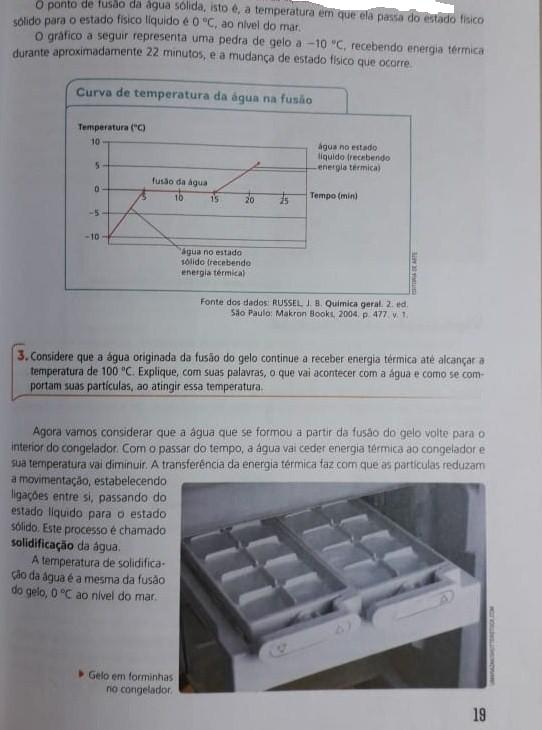 O ponto de fusão da água sólida, isto é, a temperatura em que ela passa do estado físico
sólido para o estado físico líquido é 0 ºC, ao nível do mar.
O gráfico a seguir representa uma pedra de gelo a −10 ºC, recebendo energia térmica
durante aproximadamente 22 minutos, e a mudança de estado físico que ocorre.
Curva de temperatura da água na fusão
Temperatura (ºC)
10
5
0
−5
−10
fusão da água
5
10
15
20
25
Tempo (min)
água no estado
líquido (recebendo
energia térmica)
água no estado
sólido (recebendo
energia térmica)
EDITORIA DE ARTE
Fonte dos dados: RUSSEL, J. B. Química geral. 2. ed.
São Paulo: Makron Books, 2004. p. 477. v. 1.
3. Considere que a água originada da fusão do gelo continue a receber energia térmica até alcançar a
temperatura de 100 ºC. Explique, com suas palavras, o que vai acontecer com a água e como se com-
portam suas partículas, ao atingir essa temperatura.
Agora vamos considerar que a água que se formou a partir da fusão do gelo volte para o
interior do congelador. Com o passar do tempo, a água vai ceder energia térmica ao congelador e
sua temperatura vai diminuir. A transferência da energia térmica faz com que as partículas reduzam
a movimentação, estabelecendo
ligações entre si, passando do
estado líquido para o estado
sólido. Este processo é chamado
solidificação da água.
A temperatura de solidifica-
ção da água é a mesma da fusão
do gelo, 0 ºC ao nível do mar.
Gelo em forminhas
no congelador.
19